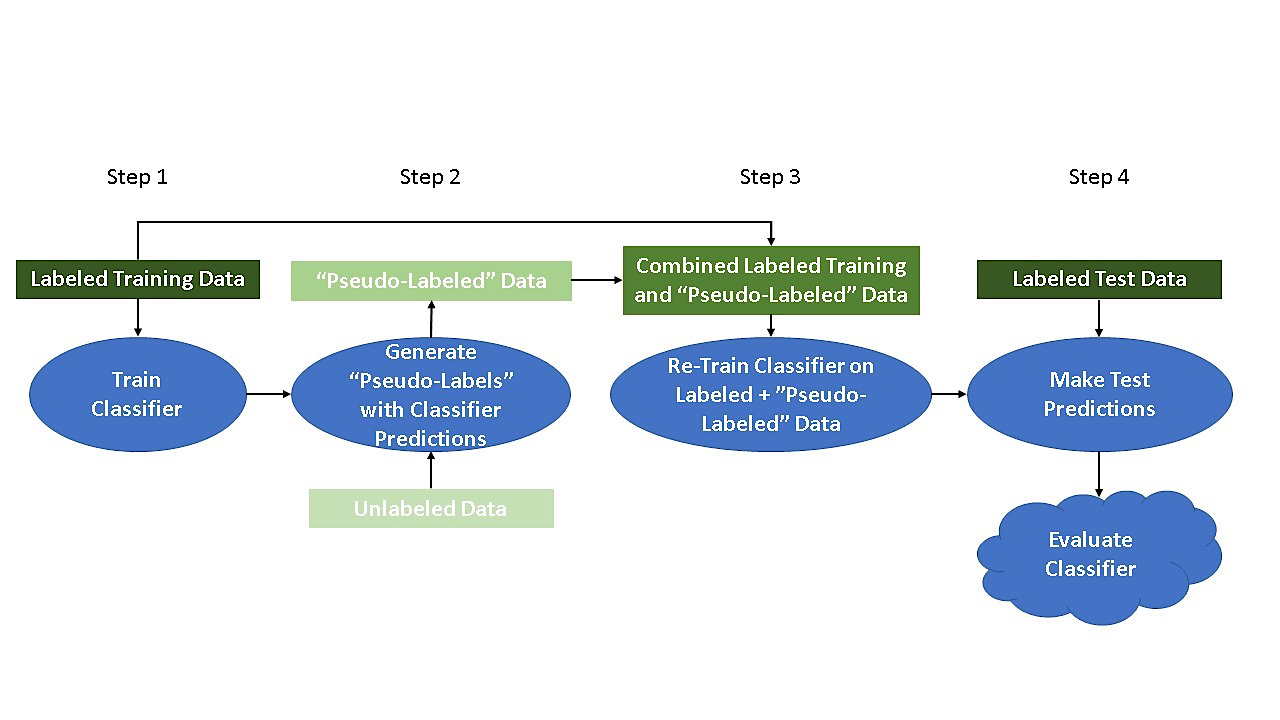 Step 1
Step 2
Step 3
Step 4
Labeled Training Data
“Pseudo-Labeled” Data
Combined Labeled Training
and “Pseudo-Labeled” Data
Labeled Test Data
Train
Classifier
Generate
“Pseudo-Labels”
with Classifier
Predictions
Re-Train Classifier on
Labeled + ”Pseudo-
Labeled” Data
Make Test
Predictions
Unlabeled Data
Evaluate
Classifier